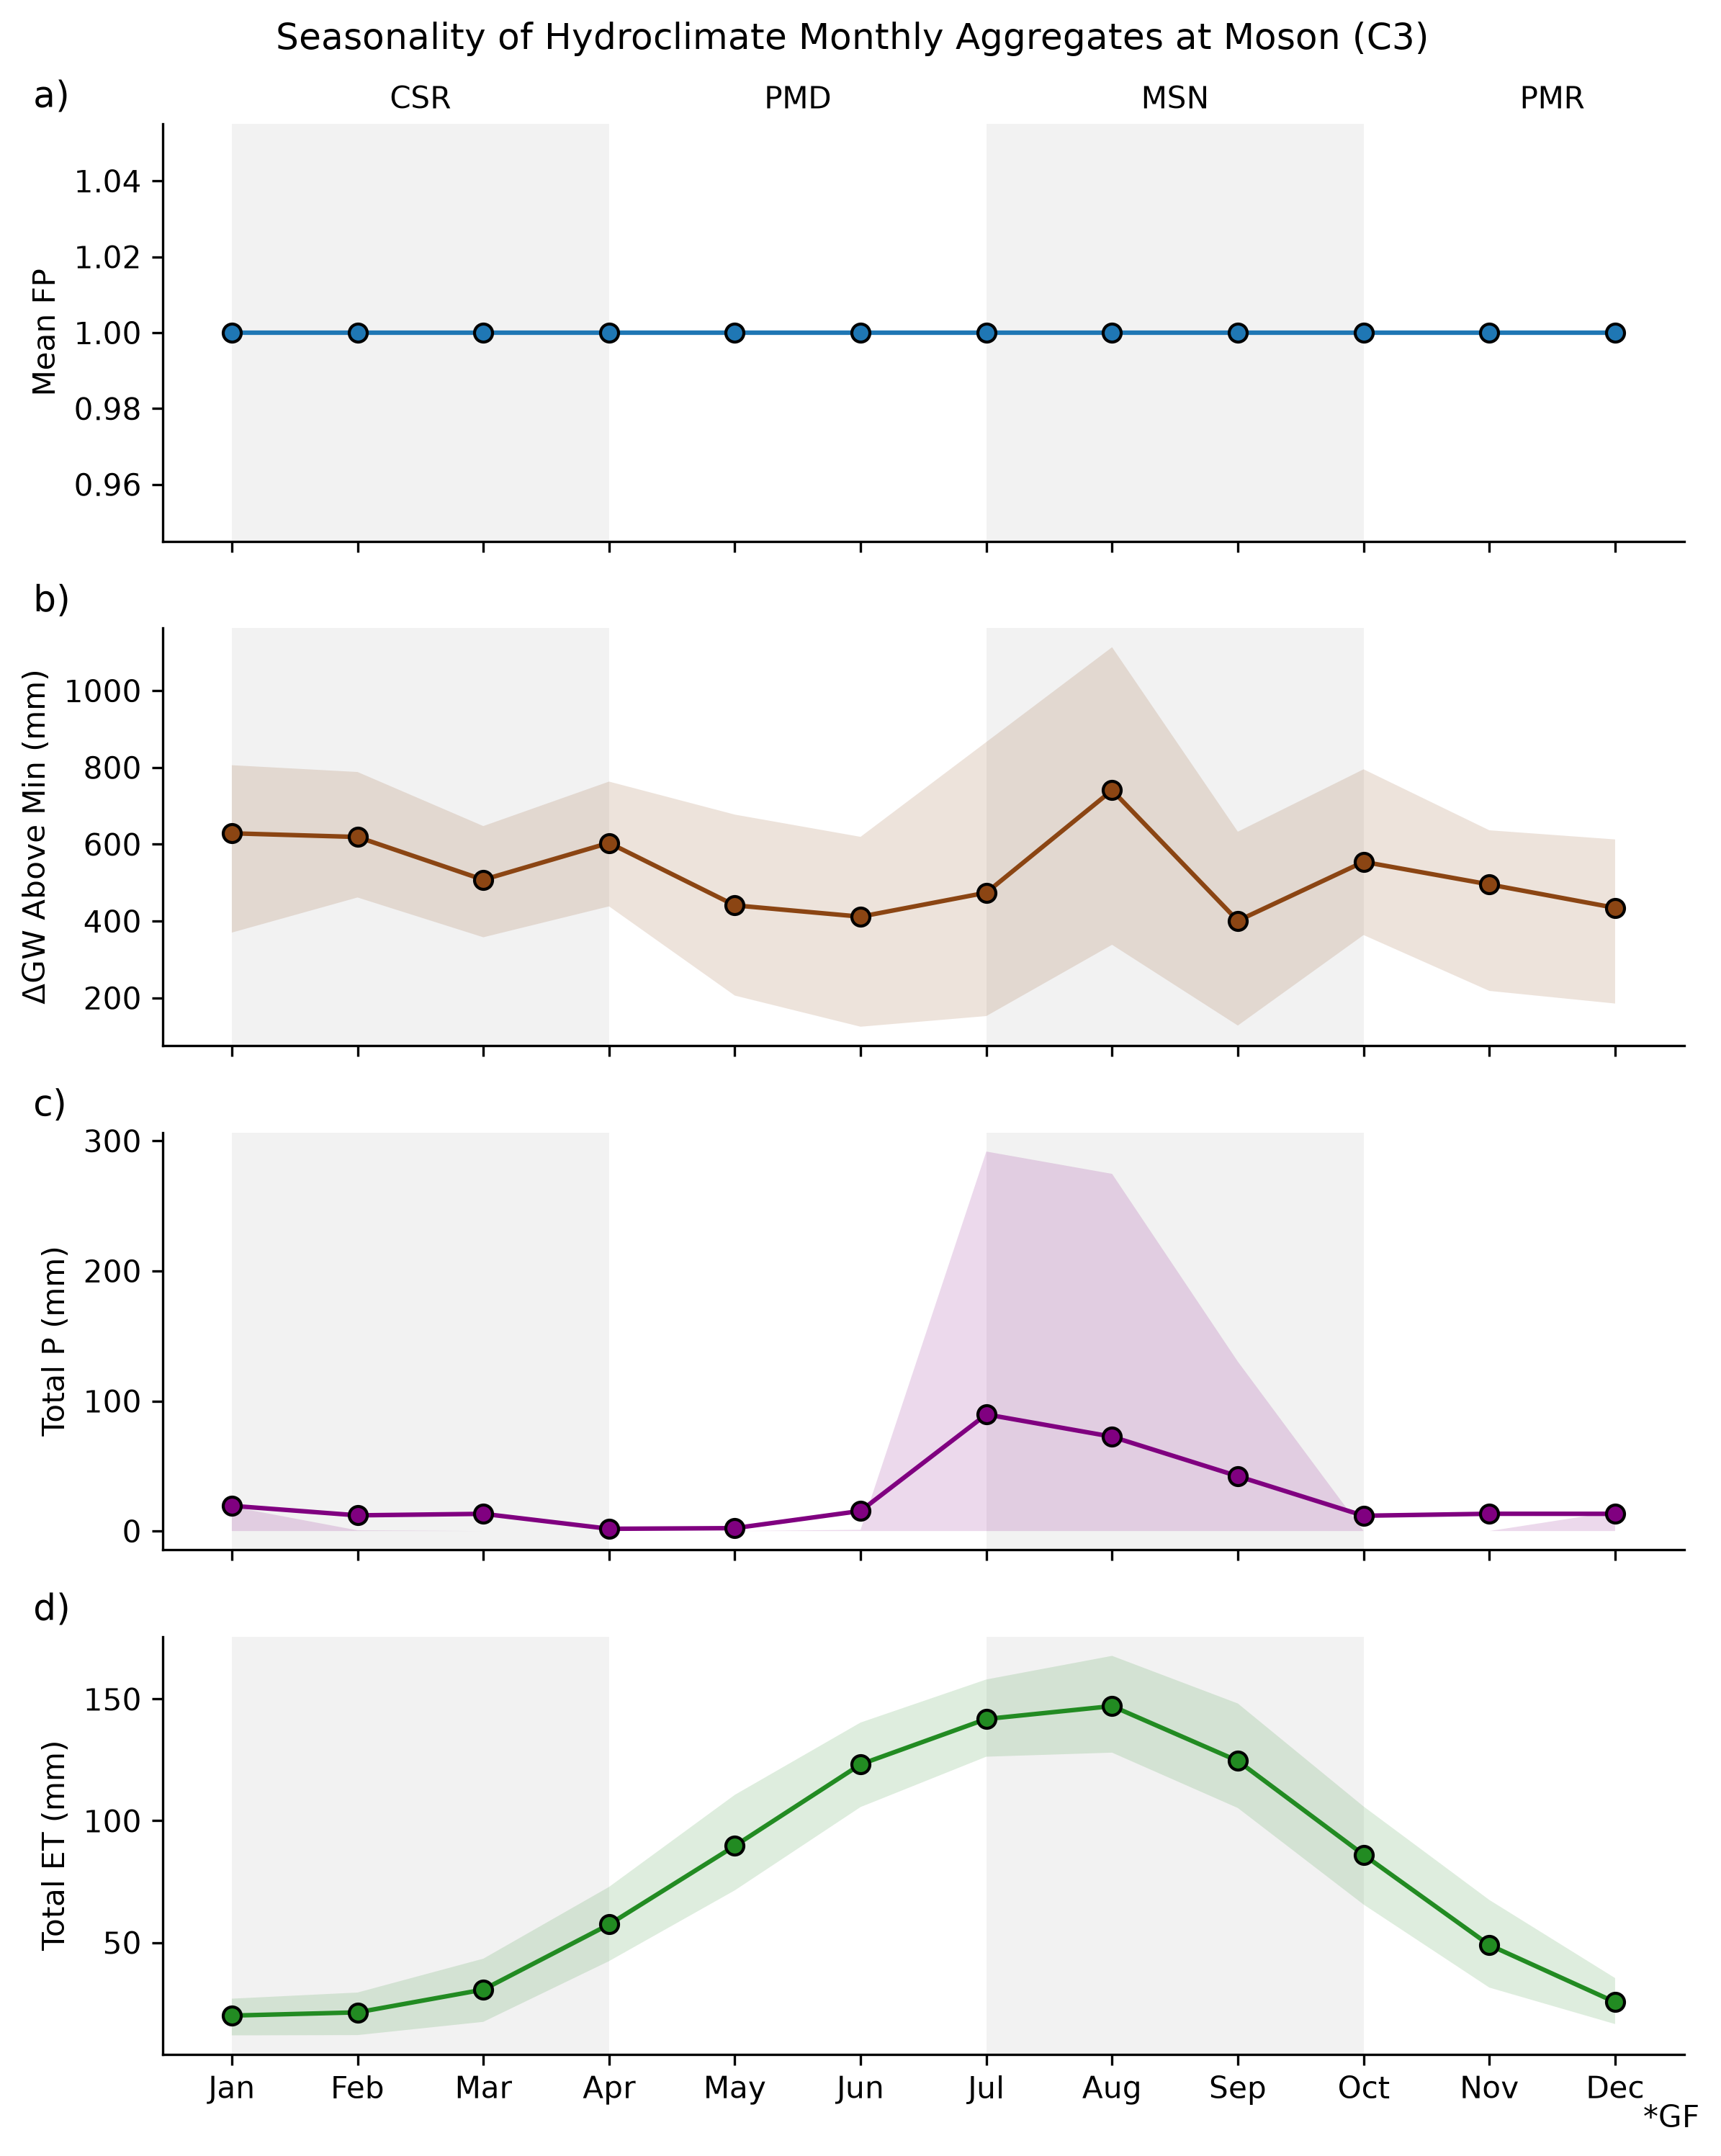 Seasonality of Hydroclimate Monthly Aggregates at Moson (C3)
a)
CSR
PMD
MSN
PMR
1.04
1.02
1.00
0.98
0.96
Mean FP
b)
1000
800
600
400
200
ΔGW Above Min (mm)
c)
300
200
100
0
Total P (mm)
d)
150
100
50
Total ET (mm)
Jan Feb Mar Apr May Jun Jul Aug Sep Oct Nov Dec
*GF